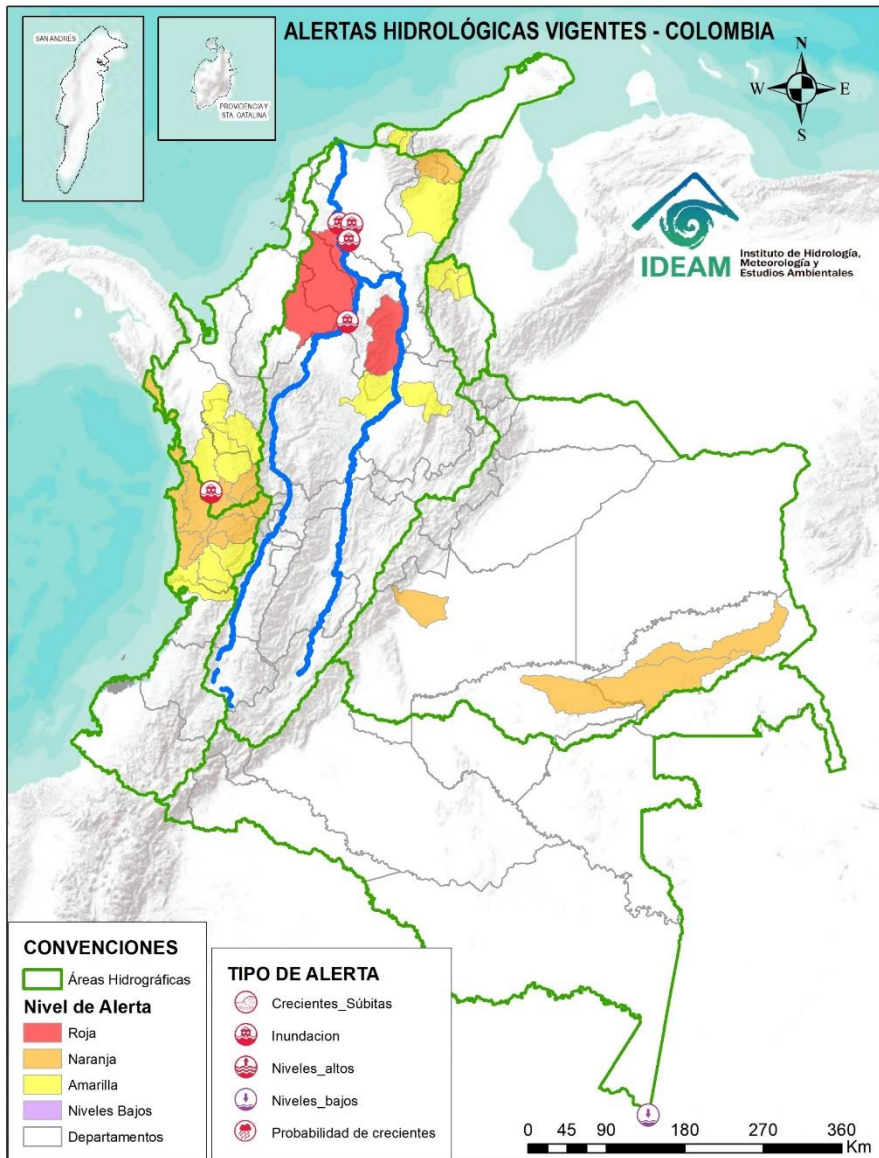 ALERTAS HIDROLÓGICAS VIGENTES - COLOMBIA
SAN ANDRÉS
PROVIDENCIA Y
STA. CATALINA
N
W
E
S
IDEAM
Instituto de Hidrología,
Meteorología y
Estudios Ambientales
CONVENCIONES
Áreas Hidrográficas
Nivel de Alerta
Roja
Naranja
Amarilla
Niveles Bajos
Departamentos
TIPO DE ALERTA
Crecientes_Súbitas
Inundacion
Niveles_altos
Niveles_bajos
Probabilidad de crecientes
0 45 90 180 270 360
Km